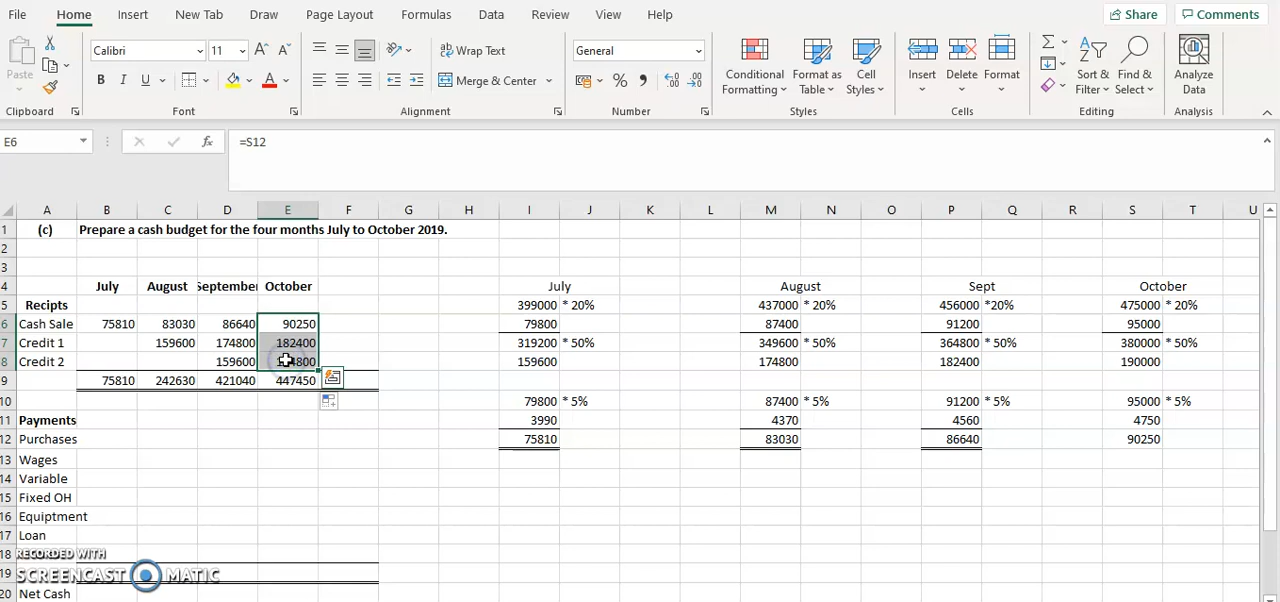 File Home Insert New Tab Draw Page Layout Formulas Data Review View Help Share Comments
Calibri 11 A A Wrap Text General Σ
Paste B I U A Merge & Center % Conditional Formatting Format as Table Cell Styles Insert Delete Format Sort & Filter Find & Select Analyze Data
Clipboard Font Alignment Number Styles Cells Editing Analysis
E6 fx =S12
A B C D E F G H I J K L M N O P Q R S T U
1 (c) Prepare a cash budget for the four months July to October 2019.
2
3
4 July August September October July August Sept October
5 Recipts 399000 * 20% 437000 * 20% 456000 *20% 475000 * 20%
6 Cash Sale 75810 83030 86640 90250 79800 87400 91200 95000
7 Credit 1 159600 174800 182400 319200 * 50% 349600 * 50% 364800 * 50% 380000 * 50%
8 Credit 2 159600 159600 174800 182400 190000
9 75810 242630 421040 447450
10 79800 * 5% 87400 * 5% 91200 * 5% 95000 * 5%
11 Payments 3990 4370 4560 4750
12 Purchases 75810 83030 86640 90250
13 Wages
14 Variable
15 Fixed OH
16 Equiptment
17 Loan
18
RECORDED WITH
19
SCREENCAST MATIC
20 Net Cash